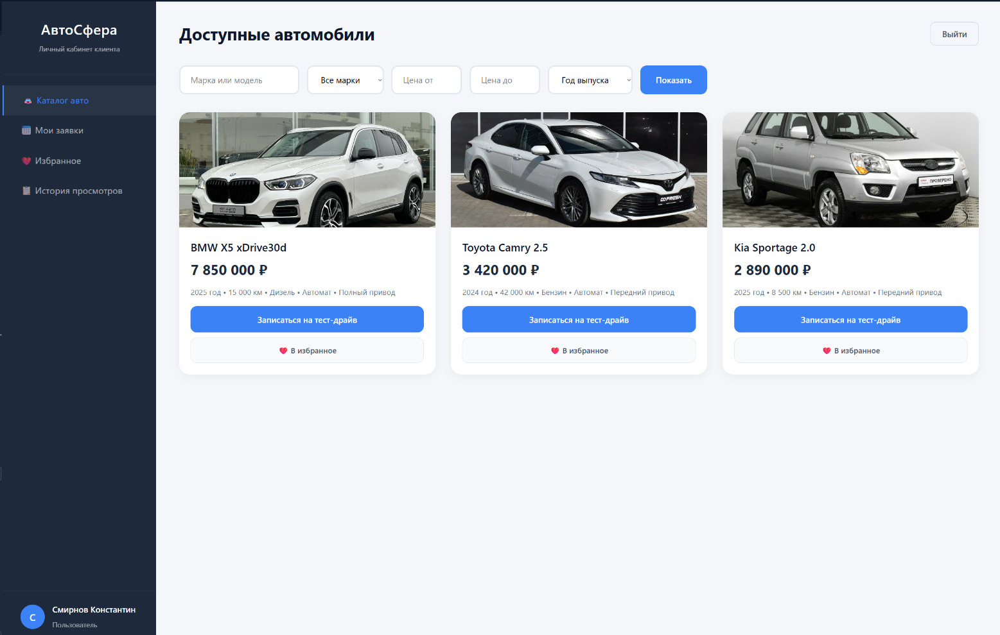 АвтоСфера
Личный кабинет клиента
Каталог авто
Мои заявки
Избранное
История просмотров
Смирнов Константин
С
Пользователь
Доступные автомобили
Выйти
Марка или модель
Все марки
Цена от
Цена до
Год выпуска
Показать
BMW X5 xDrive30d
7 850 000 ₽
2025 год • 15 000 км • Дизель • Автомат • Полный привод
Записаться на тест-драйв
В избранное
FRESH
Toyota Camry 2.5
3 420 000 ₽
2024 год • 42 000 км • Бензин • Автомат • Передний привод
Записаться на тест-драйв
В избранное
ПРОВЕРЕНО
Kia Sportage 2.0
2 890 000 ₽
2025 год • 8 500 км • Бензин • Автомат • Передний привод
Записаться на тест-драйв
В избранное